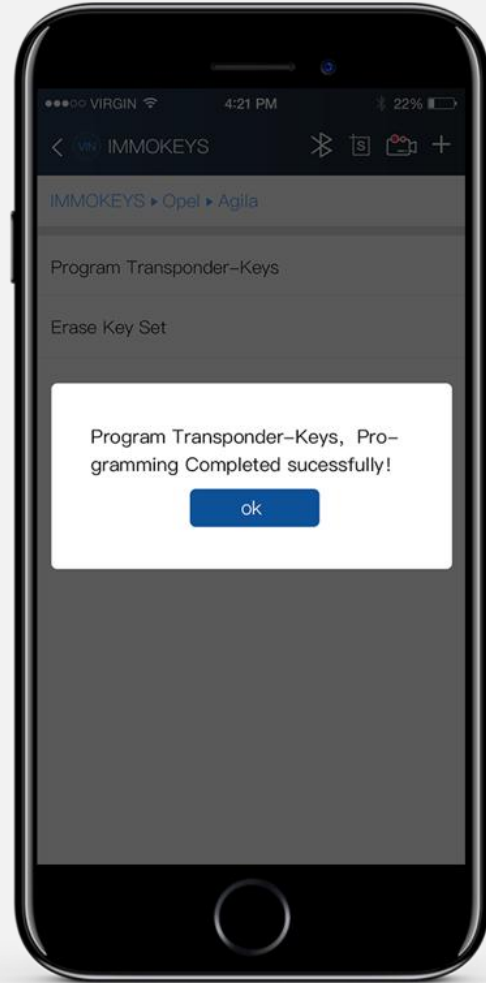 VIRGIN 4:21 PM 22%
VIN IMMOKEYS S
IMMOKEYS ▸ Opel ▸ Agila
Program Transponder-Keys
Erase Key Set
Program Transponder-Keys, Pro-
gramming Completed sucessfully!
ok